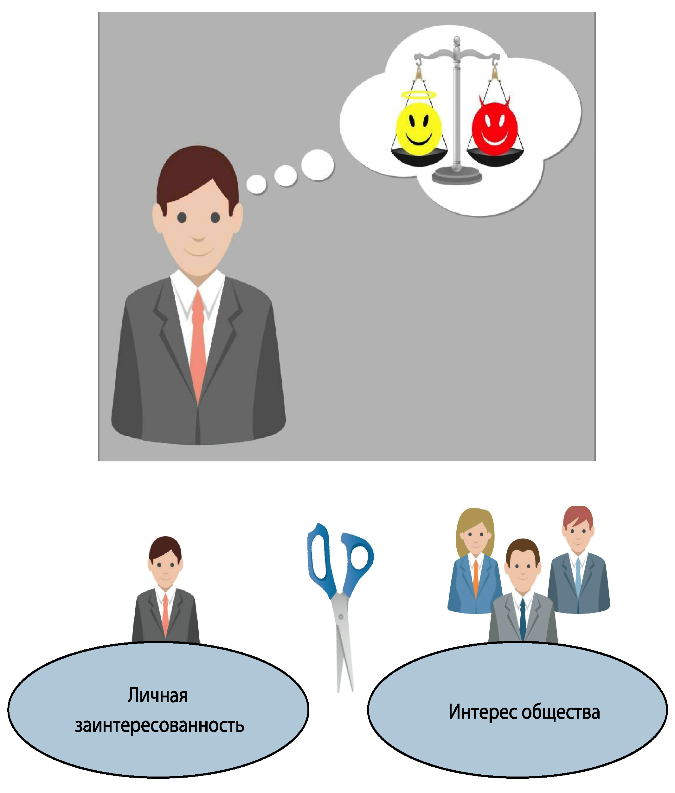 Личная
заинтересованность
Интерес общества